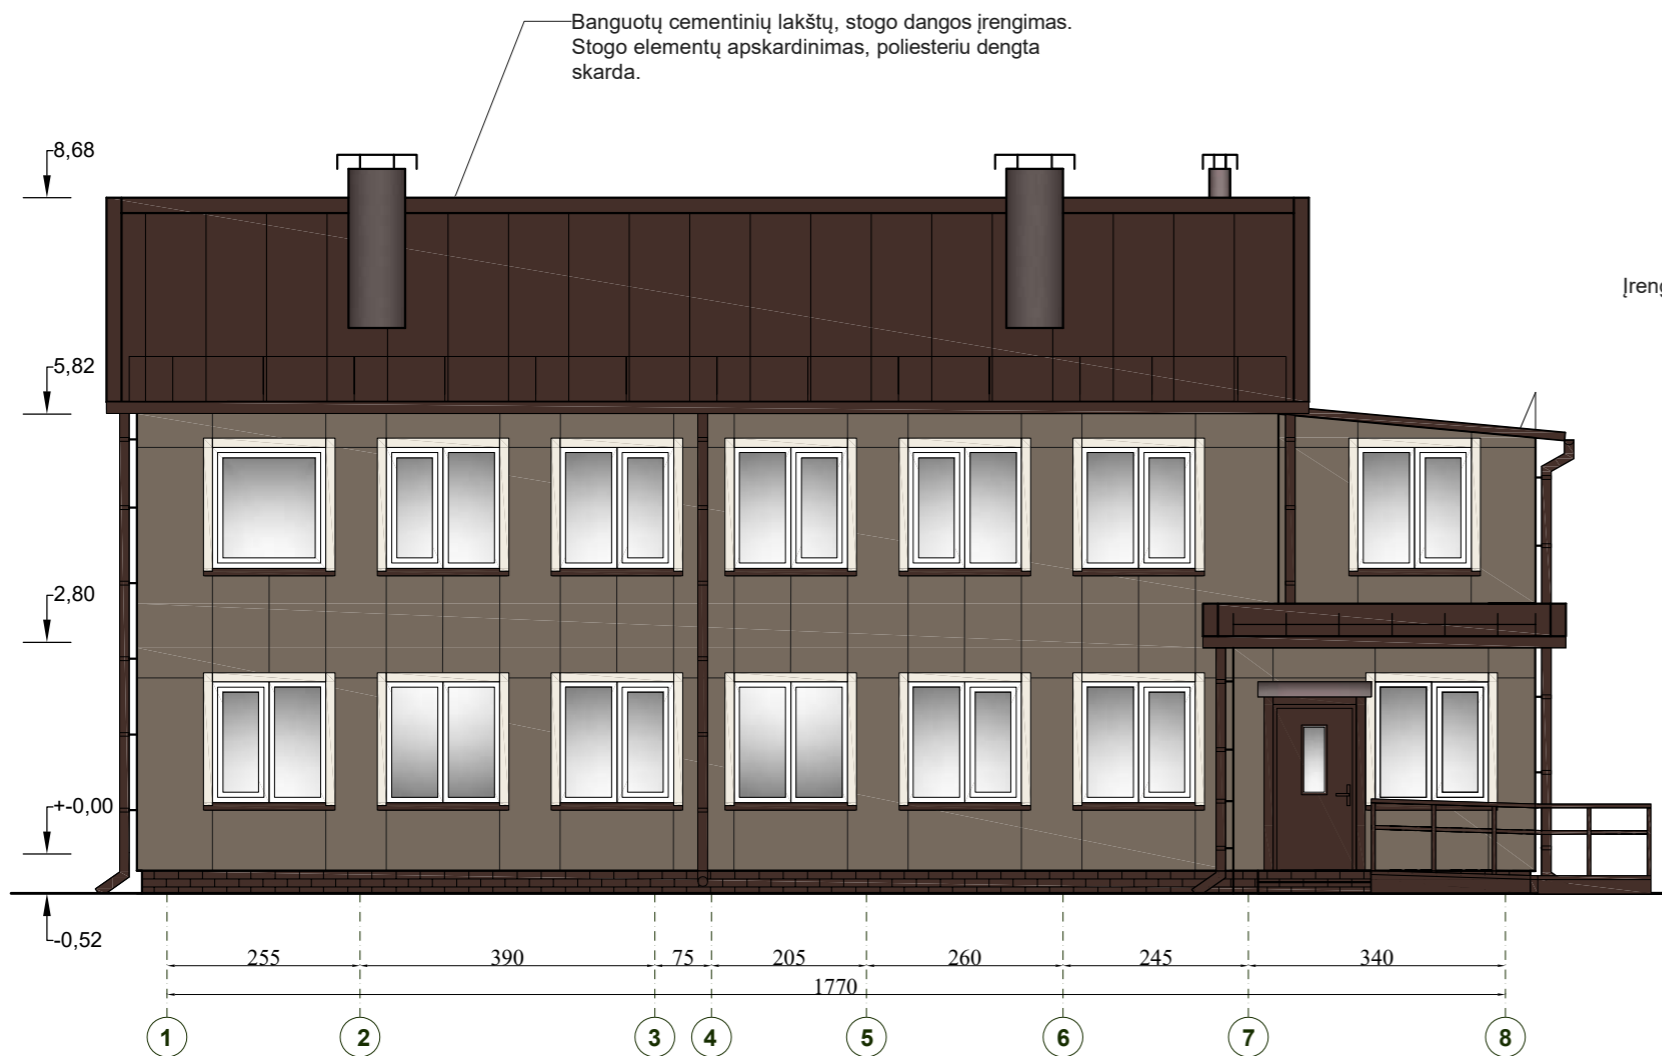 Banguotų cementinių lakštų, stogo dangos įrengimas.
Stogo elementų apskardinimas, poliesteriu dengta
skarda.
8,68
Įreng
5,82
2,80
+-0,00
-0,52
255 390 75 205 260 245 340
1770
1 2 3 4 5 6 7 8